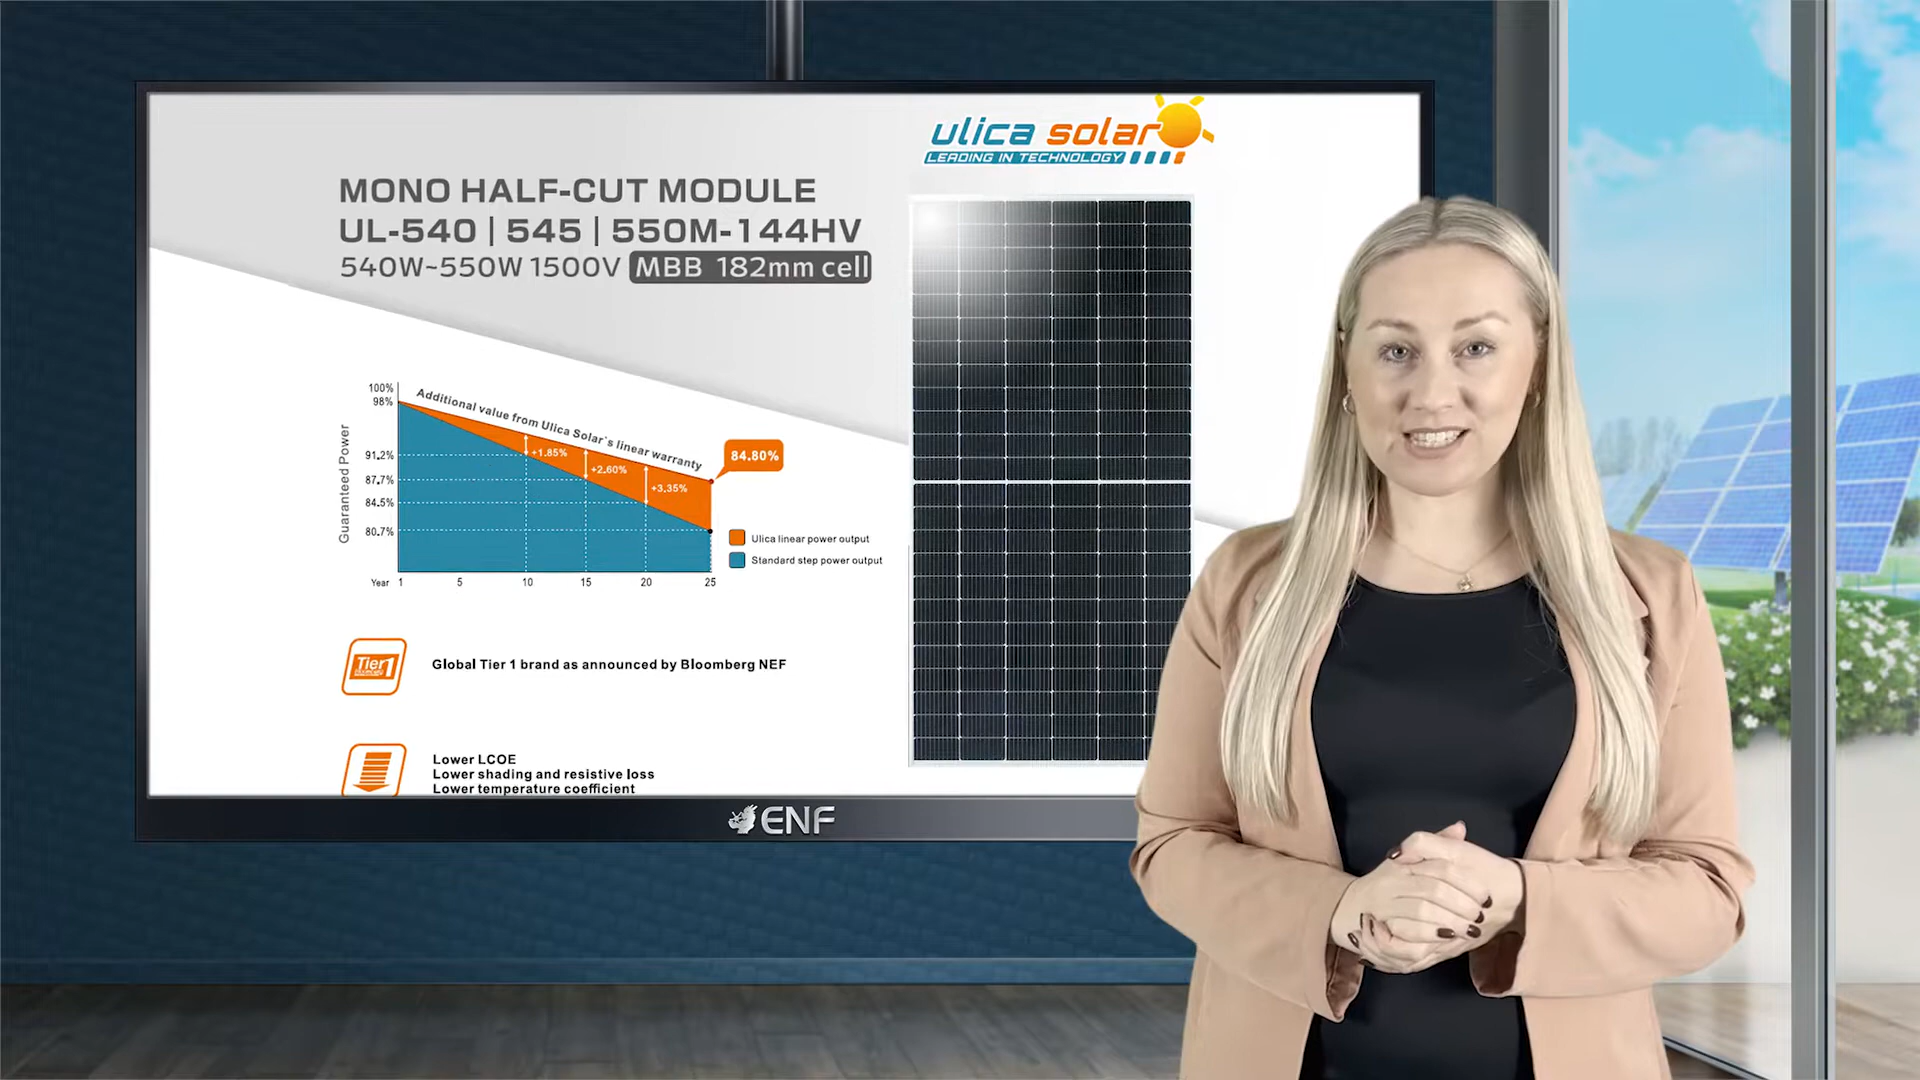 ulica solar
LEADING IN TECHNOLOGY
MONO HALF-CUT MODULE
UL-540 | 545 | 550M-144HV
540W~550W 1500V MBB 182mm cell
100%
98%
91,2%
87,7%
84,5%
80,7%
Guaranteed Power
Additional value from Ulica Solar's linear warranty
+1.85%
+2.60%
+3.35%
84.80%
Ulica linear power output
Standard step power output
Year 1 5 10 15 20 25
Tier1
Global Tier 1 brand as announced by Bloomberg NEF
Lower LCOE
Lower shading and resistive loss
Lower temperature coefficient
ENF